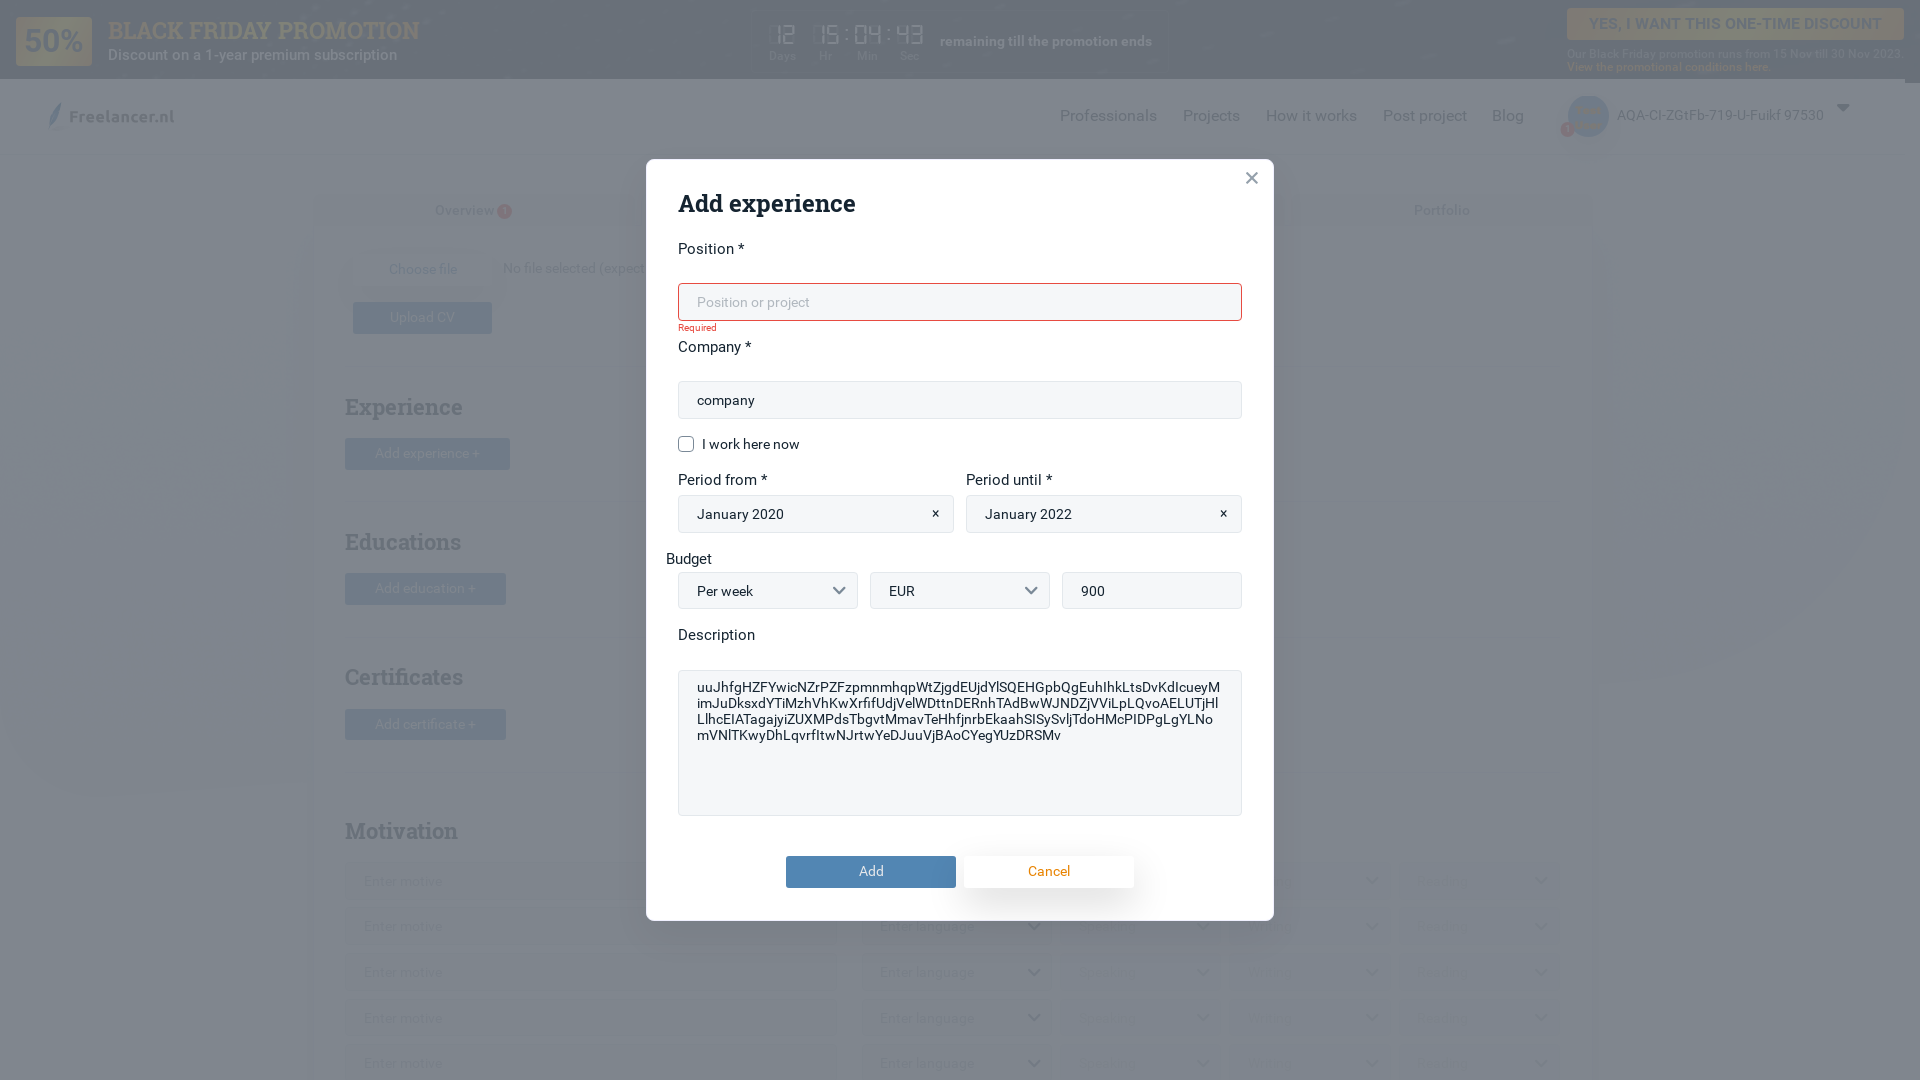 50%
BLACK FRIDAY PROMOTION
Discount on a 1-year premium subscription
12 15:04:43
Days Hr Min Sec
remaining till the promotion ends
YES, I WANT THIS ONE-TIME DISCOUNT
Our Black Friday promotion runs from 15 Nov till 30 Nov 2023.
View the promotional conditions here
Freelancer.nl
Professionals
Projects
How it works
Post project
Blog
AQA-CI-ZGtFb-719-U-Fuikf 97530
Overview
Portfolio
Choose file
No file selected (expect
Upload CV
Experience
Add experience +
Educations
Add education +
Certificates
Add certificate +
Motivation
Enter motive
Enter motive
Enter language
Enter motive
Enter language
Enter motive
Enter language
Enter motive
Enter language
Add experience
Position *
Position or project
Required
Company *
company
I work here now
Period from *
Period until *
January 2020 ×
January 2022 ×
Budget
Per week
EUR
900
Description
uuJhfgHZFYwicNZrPZFzpmnmhqpWtZjgdEUjdYlSQEHGpbQgEuhIhkLtsDvKdIcueyM
imJuDksxdYTiMzhVhKwXrfifUdjVelWDttnDERnhTAdBwWJNDZjVViLpLQvoAELUTjHl
LlhcEIATagajyiZUXMPdsTbgvtMmavTeHhfjnrbEkaahSISySvljTdoHMcPIDPgLgYLNo
mVNlTKwyDhLqvrfItwNJrtwYeDJuuVjBAoCYegYUzDRSMv
Add
Cancel